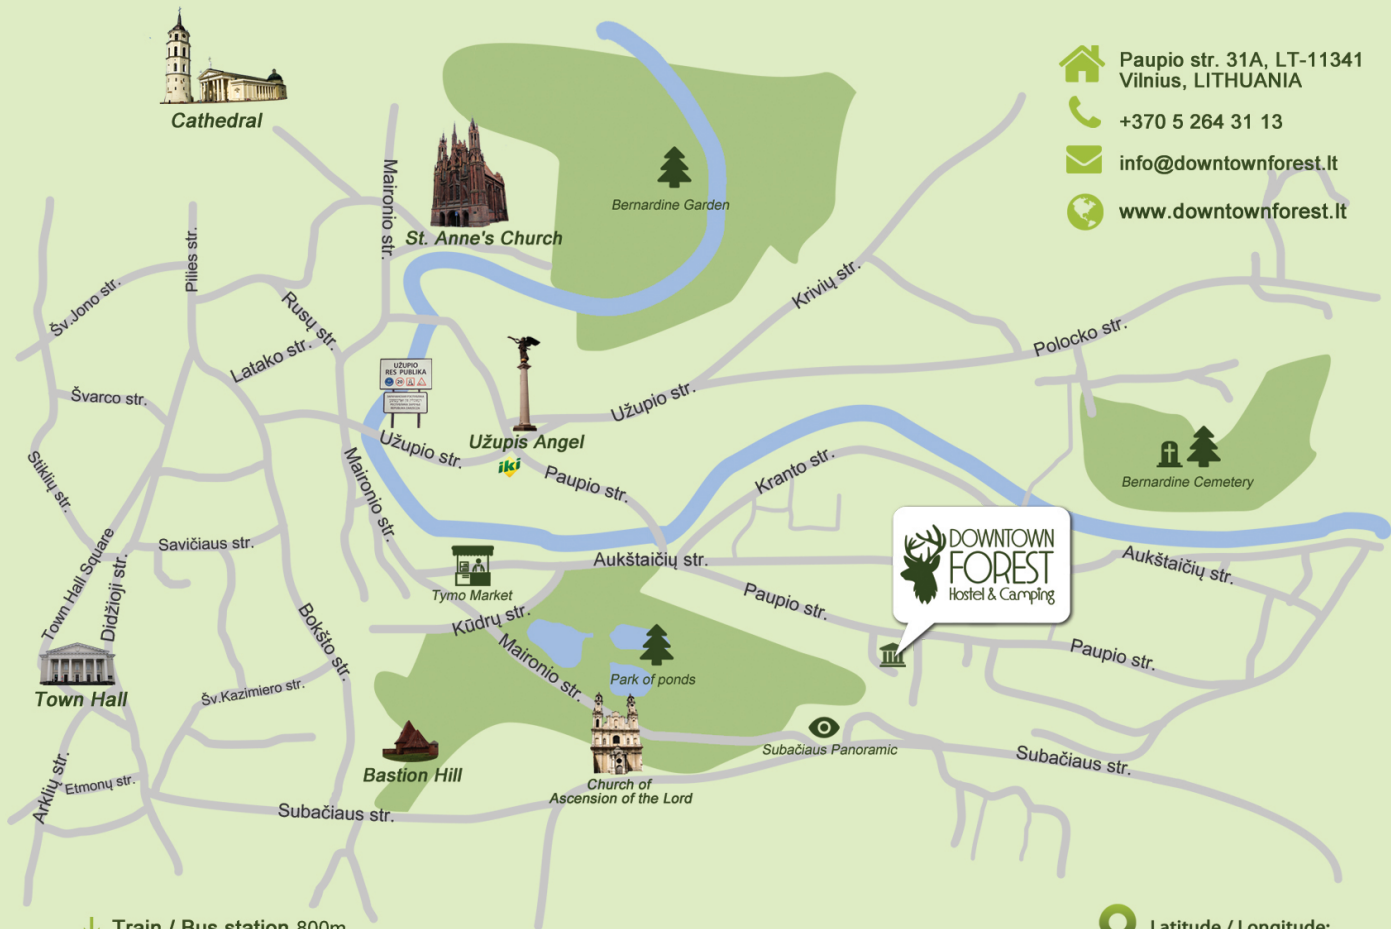 Paupio str. 31A, LT-11341
Vilnius, LITHUANIA
+370 5 264 31 13
info@downtownforest.lt
www.downtownforest.lt
Cathedral
Maironio str.
St. Anne's Church
Bernardine Garden
Pilies str.
Šv.Jono str.
Rusų str.
Latako str.
Krivių str.
Polocko str.
UŽUPIO
RES PUBLIKA
Švarco str.
Užupio str.
Užupio str.
Užupis Angel
iki
Paupio str.
Kranto str.
Bernardine Cemetery
Stiklių str.
Maironio str.
Savičiaus str.
Town Hall Square
Didžioji str.
Aukštaičių str.
DOWNTOWN
FOREST
Hostel & Camping
Aukštaičių str.
Tymo Market
Kūdrų str.
Paupio str.
Bokšto str.
Maironio str.
Park of ponds
Paupio str.
Town Hall
Šv.Kazimiero str.
Bastion Hill
Subačiaus Panoramic
Subačiaus str.
Church of
Ascension of the Lord
Arklių str.
Etmonų str.
Subačiaus str.
Train / Bus station 800m
Latitude / Longitude: